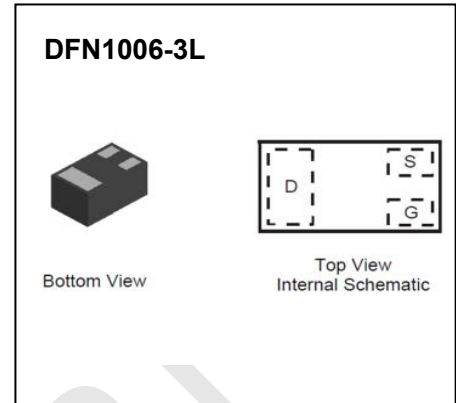 DFN1006-3L
D
S
G
Bottom View
Top View
Internal Schematic